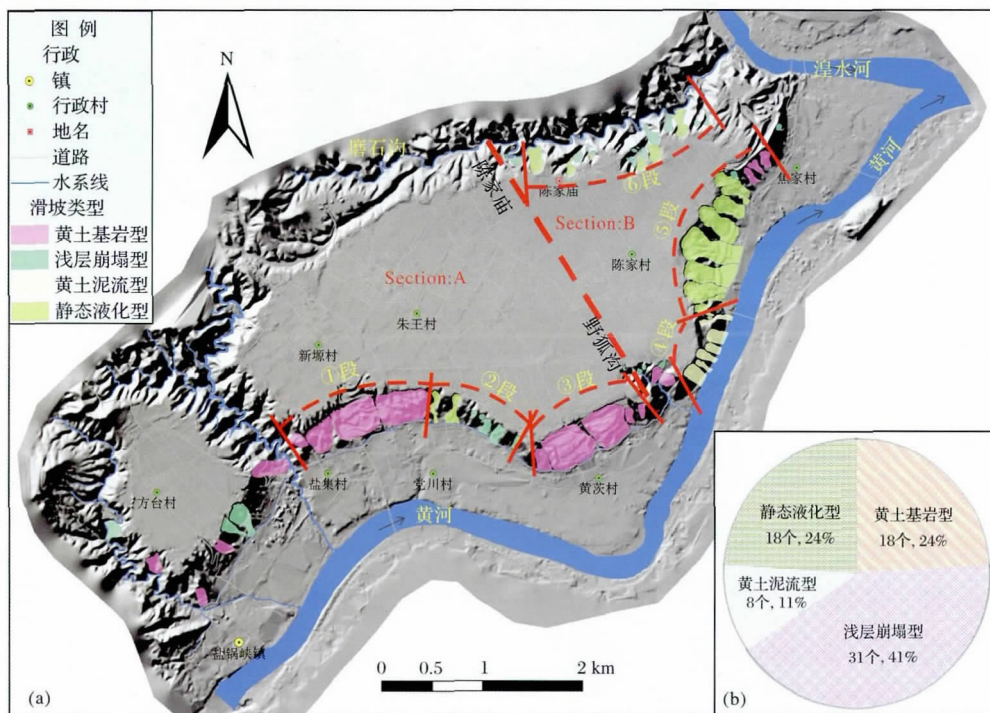 图 例
行政
镇
行政村
地名
道路
水系线
滑坡类型
黄土基岩型
浅层崩塌型
黄土泥流型
静态液化型
N
湟水河
黄河
磨石沟
陈家庙
陈家庙
⑥段
焦家村
Section:B
⑤段
陈家村
Section:A
朱王村
野狐沟
④段
新塬村
①段
②段
③段
盐集村
党川村
黄茨村
方台村
黄河
盐锅峡镇
0 0.5 1 2 km
(a)
静态液化型
18个, 24%
黄土基岩型
18个, 24%
黄土泥流型
8个, 11%
浅层崩塌型
31个, 41%
(b)